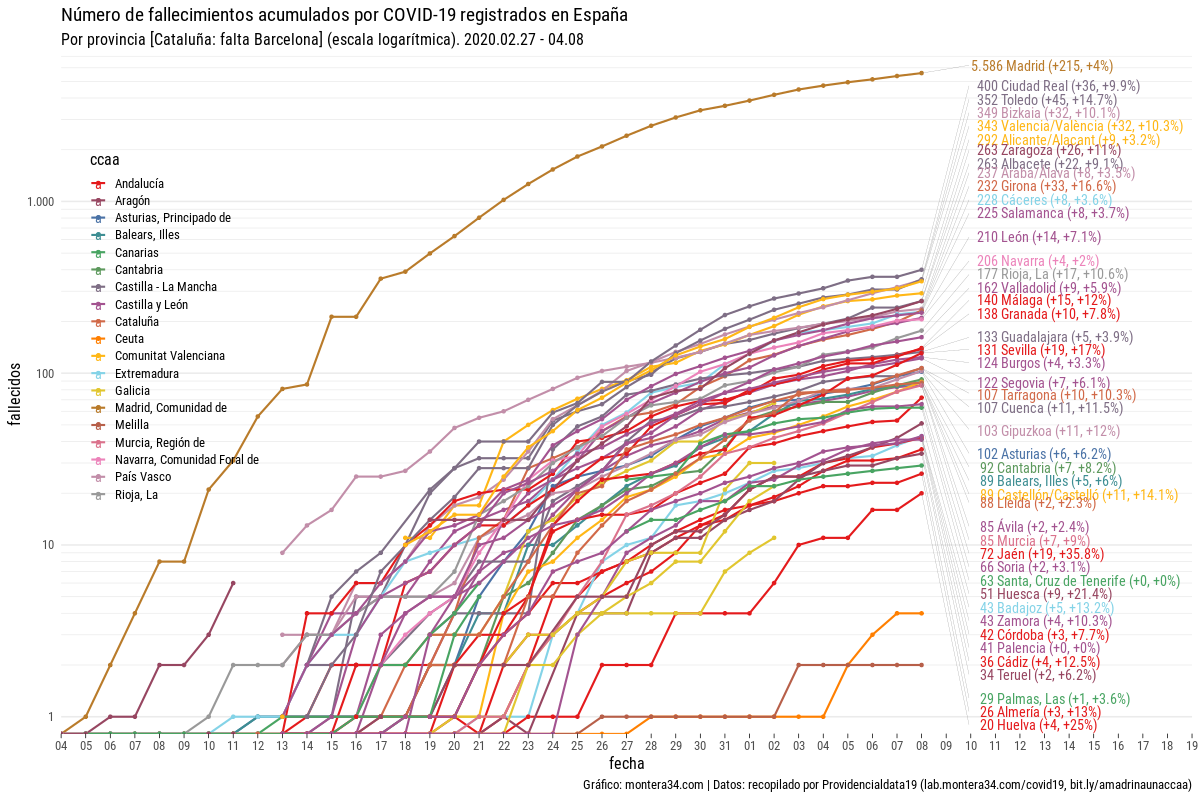 Número de fallecimientos acumulados por COVID-19 registrados en España
Por provincia [Cataluña: falta Barcelona] (escala logarítmica). 2020.02.27 - 04.08
5.586 Madrid (+215, +4%)
400 Ciudad Real (+36, +9.9%)
352 Toledo (+45, +14.7%)
349 Bizkaia (+32, +10.1%)
343 Valencia/València (+32, +10.3%)
292 Alicante/Alacant (+9, +3.2%)
263 Zaragoza (+26, +11%)
263 Albacete (+22, +9.1%)
237 Araba/Álava (+8, +3.5%)
232 Girona (+33, +16.6%)
228 Cáceres (+8, +3.6%)
225 Salamanca (+8, +3.7%)
210 León (+14, +7.1%)
206 Navarra (+4, +2%)
177 Rioja, La (+17, +10.6%)
162 Valladolid (+9, +5.9%)
140 Málaga (+15, +12%)
138 Granada (+10, +7.8%)
133 Guadalajara (+5, +3.9%)
131 Sevilla (+19, +17%)
124 Burgos (+4, +3.3%)
122 Segovia (+7, +6.1%)
107 Tarragona (+10, +10.3%)
107 Cuenca (+11, +11.5%)
103 Gipuzkoa (+11, +12%)
102 Asturias (+6, +6.2%)
92 Cantabria (+7, +8.2%)
89 Balears, Illes (+5, +6%)
89 Castellón/Castelló (+11, +14.1%)
88 Lleida (+2, +2.3%)
85 Ávila (+2, +2.4%)
85 Murcia (+7, +9%)
72 Jaén (+19, +35.8%)
66 Soria (+2, +3.1%)
63 Santa, Cruz de Tenerife (+0, +0%)
51 Huesca (+9, +21.4%)
43 Badajoz (+5, +13.2%)
43 Zamora (+4, +10.3%)
42 Córdoba (+3, +7.7%)
41 Palencia (+0, +0%)
36 Cádiz (+4, +12.5%)
34 Teruel (+2, +6.2%)
29 Palmas, Las (+1, +3.6%)
26 Almería (+3, +13%)
20 Huelva (+4, +25%)
ccaa
Andalucía
Aragón
Asturias, Principado de
Balears, Illes
Canarias
Cantabria
Castilla - La Mancha
Castilla y León
Cataluña
Ceuta
Comunitat Valenciana
Extremadura
Galicia
Madrid, Comunidad de
Melilla
Murcia, Región de
Navarra, Comunidad Foral de
País Vasco
Rioja, La
fallecidos
1.000
100
10
1
04 05 06 07 08 09 10 11 12 13 14 15 16 17 18 19 20 21 22 23 24 25 26 27 28 29 30 31 01 02 03 04 05 06 07 08 09 10 11 12 13 14 15 16 17 18 19
fecha
Gráfico: montera34.com | Datos: recopilado por Providencialdata19 (lab.montera34.com/covid19, bit.ly/amadrinaunaccaa)